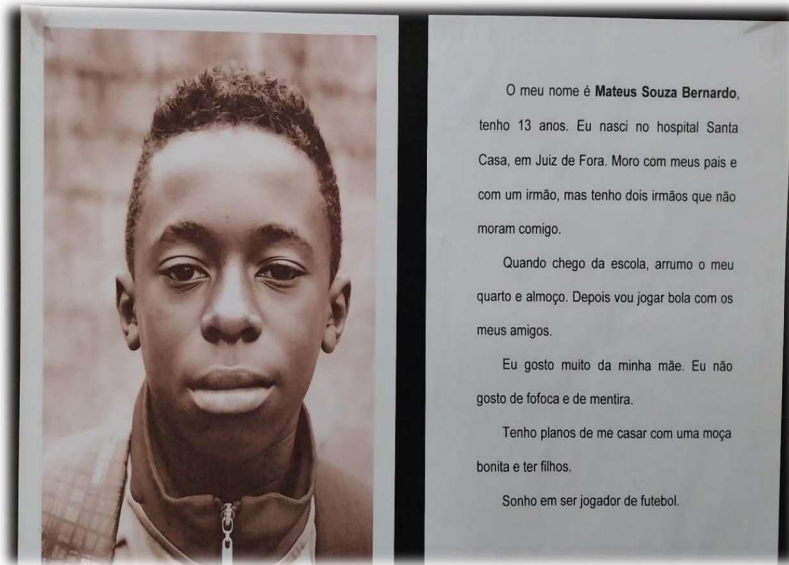 O meu nome é Mateus Souza Bernardo,
tenho 13 anos. Eu nasci no hospital Santa
Casa, em Juiz de Fora. Moro com meus pais e
com um irmão, mas tenho dois irmãos que não
moram comigo.
Quando chego da escola, arrumo o meu
quarto e almoço. Depois vou jogar bola com os
meus amigos.
Eu gosto muito da minha mãe. Eu não
gosto de fofoca e de mentira.
Tenho planos de me casar com uma moça
bonita e ter filhos.
Sonho em ser jogador de futebol.